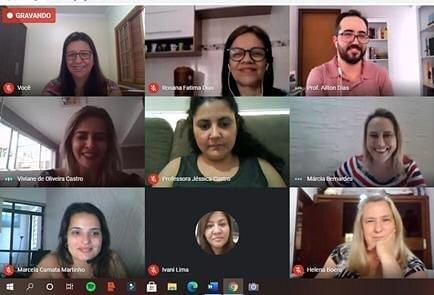 GRAVANDO
Você
Rosana Fatima Dias
Prof. Ailton Dias
Viviane de Oliveira Castro
Professora Jéssica Castro
Márcia Bernardes
Marcela Camata Martinho
Ivani Lima
Helena Boero